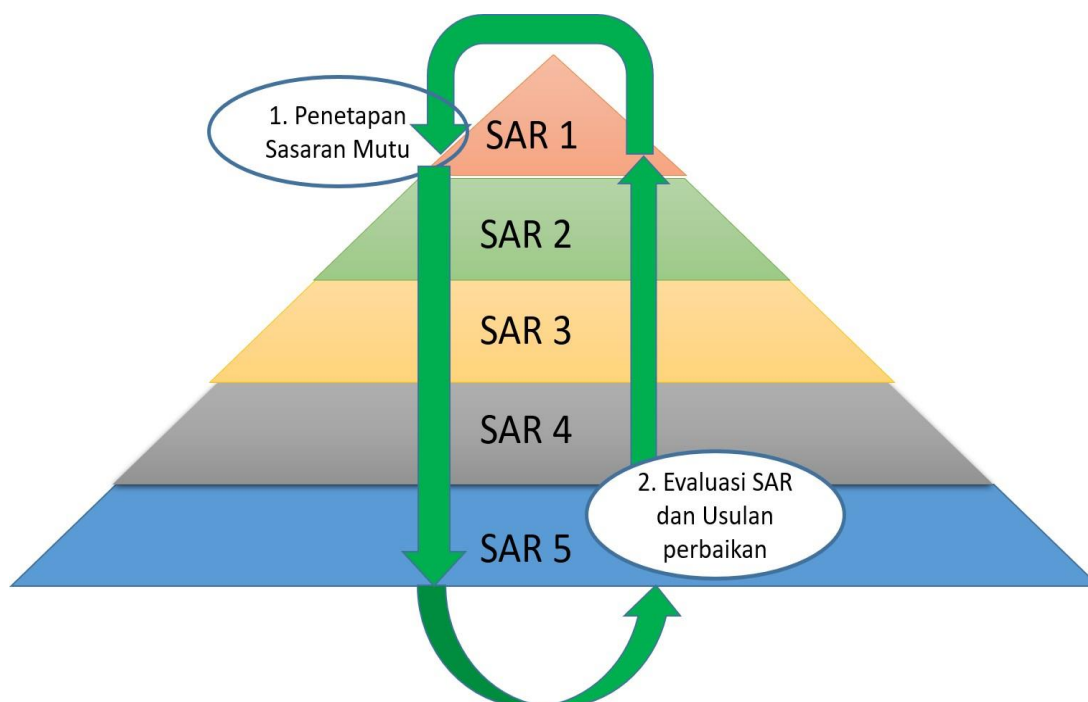 1. Penetapan
Sasaran Mutu
SAR 1
SAR 2
SAR 3
SAR 4
2. Evaluasi SAR
dan Usulan
perbaikan
SAR 5